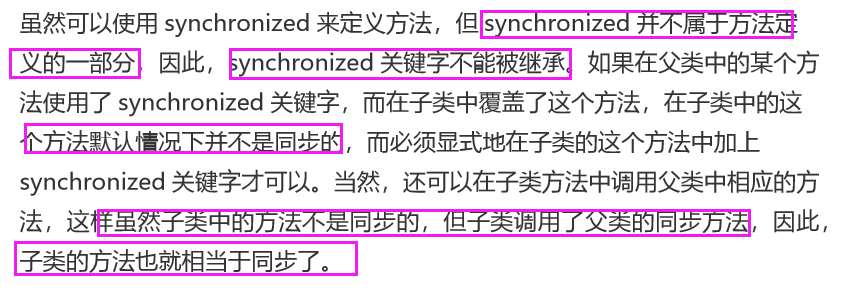 虽然可以使用 synchronized 来定义方法，但 synchronized 并不属于方法定
义的一部分，因此，synchronized 关键字不能被继承。如果在父类中的某个方
法使用了 synchronized 关键字，而在子类中覆盖了这个方法，在子类中的这
个方法默认情况下并不是同步的，而必须显式地在子类的这个方法中加上
synchronized 关键字才可以。当然，还可以在子类方法中调用父类中相应的方
法，这样虽然子类中的方法不是同步的，但子类调用了父类的同步方法，因此，
子类的方法也就相当于同步了。